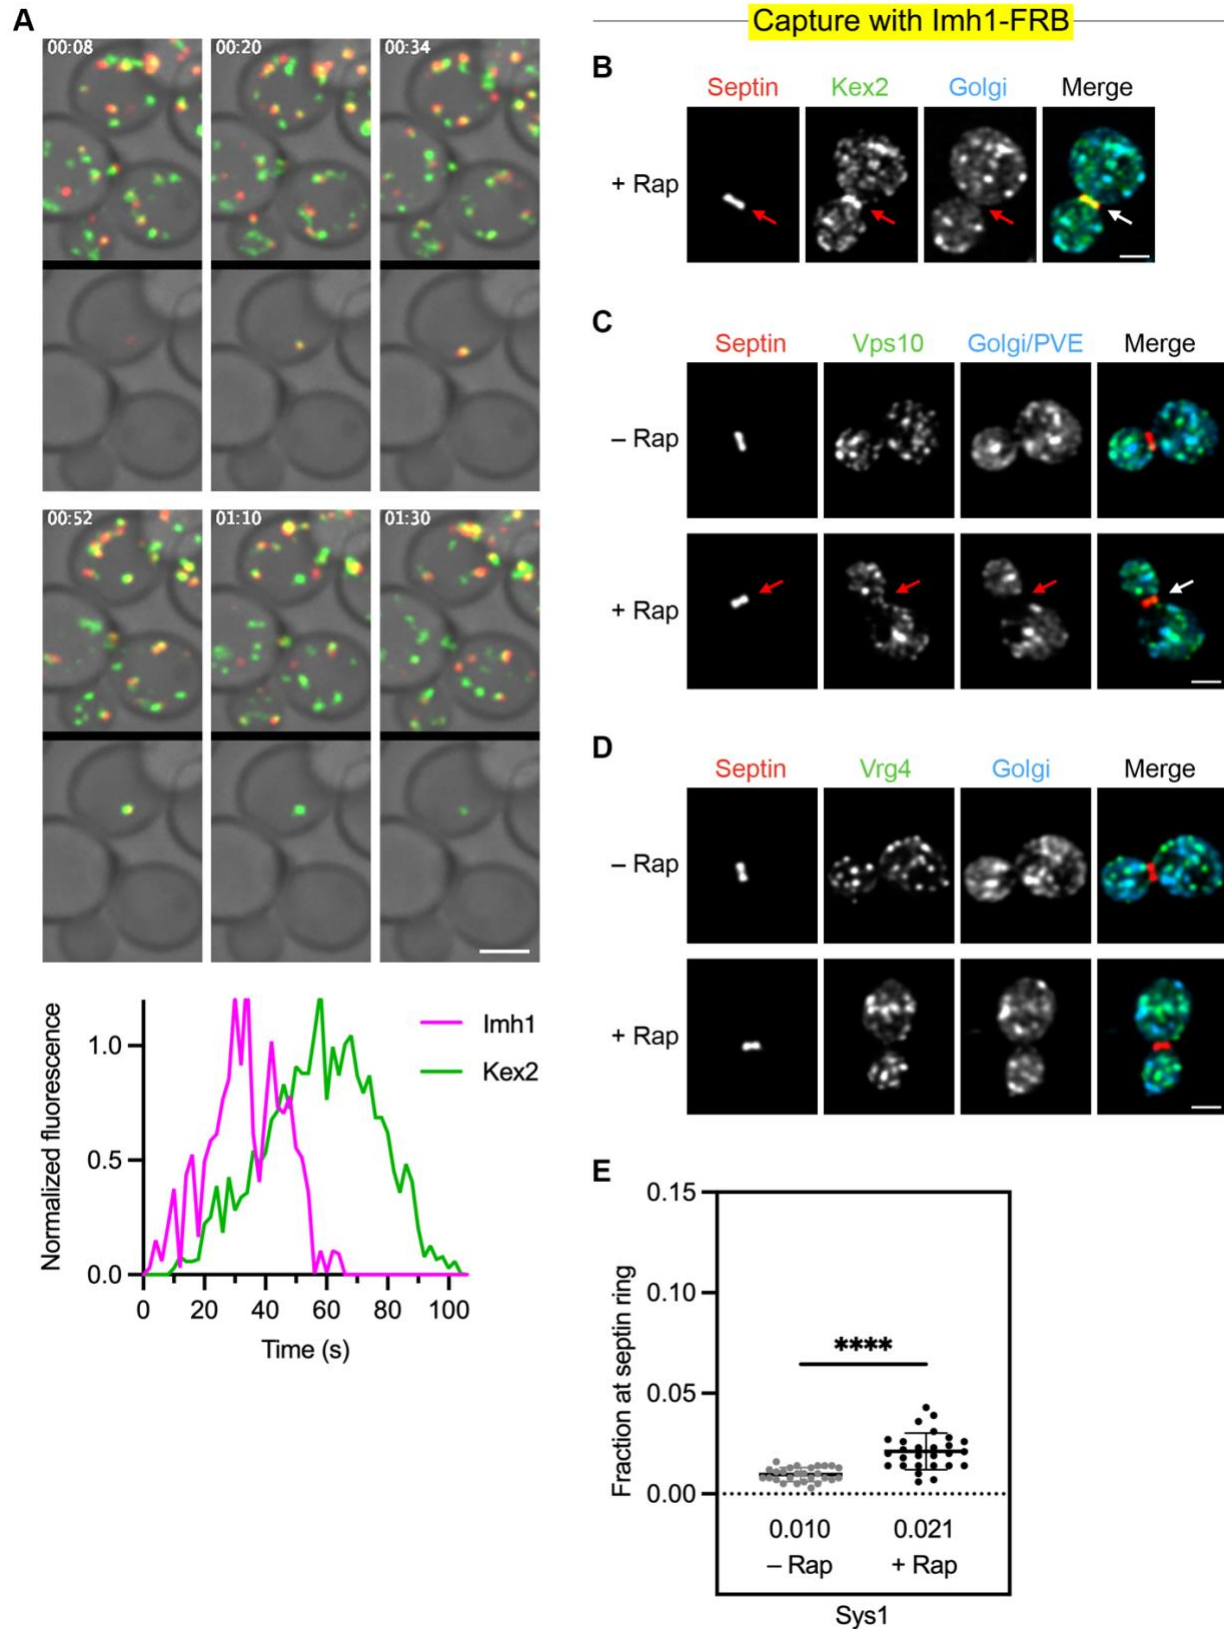 A
00:08
00:20
00:34
00:52
01:10
01:30
Normalized fluorescence
1.0
0.5
0.0
Imh1
Kex2
0
20
40
60
80
100
Time (s)
Capture with Imh1-FRB
B
Septin
Kex2
Golgi
Merge
+ Rap
C
Septin
Vps10
Golgi/PVE
Merge
– Rap
+ Rap
D
Septin
Vrg4
Golgi
Merge
– Rap
+ Rap
E
Fraction at septin ring
0.15
0.10
0.05
0.00
****
0.010
0.021
– Rap
+ Rap
Sys1